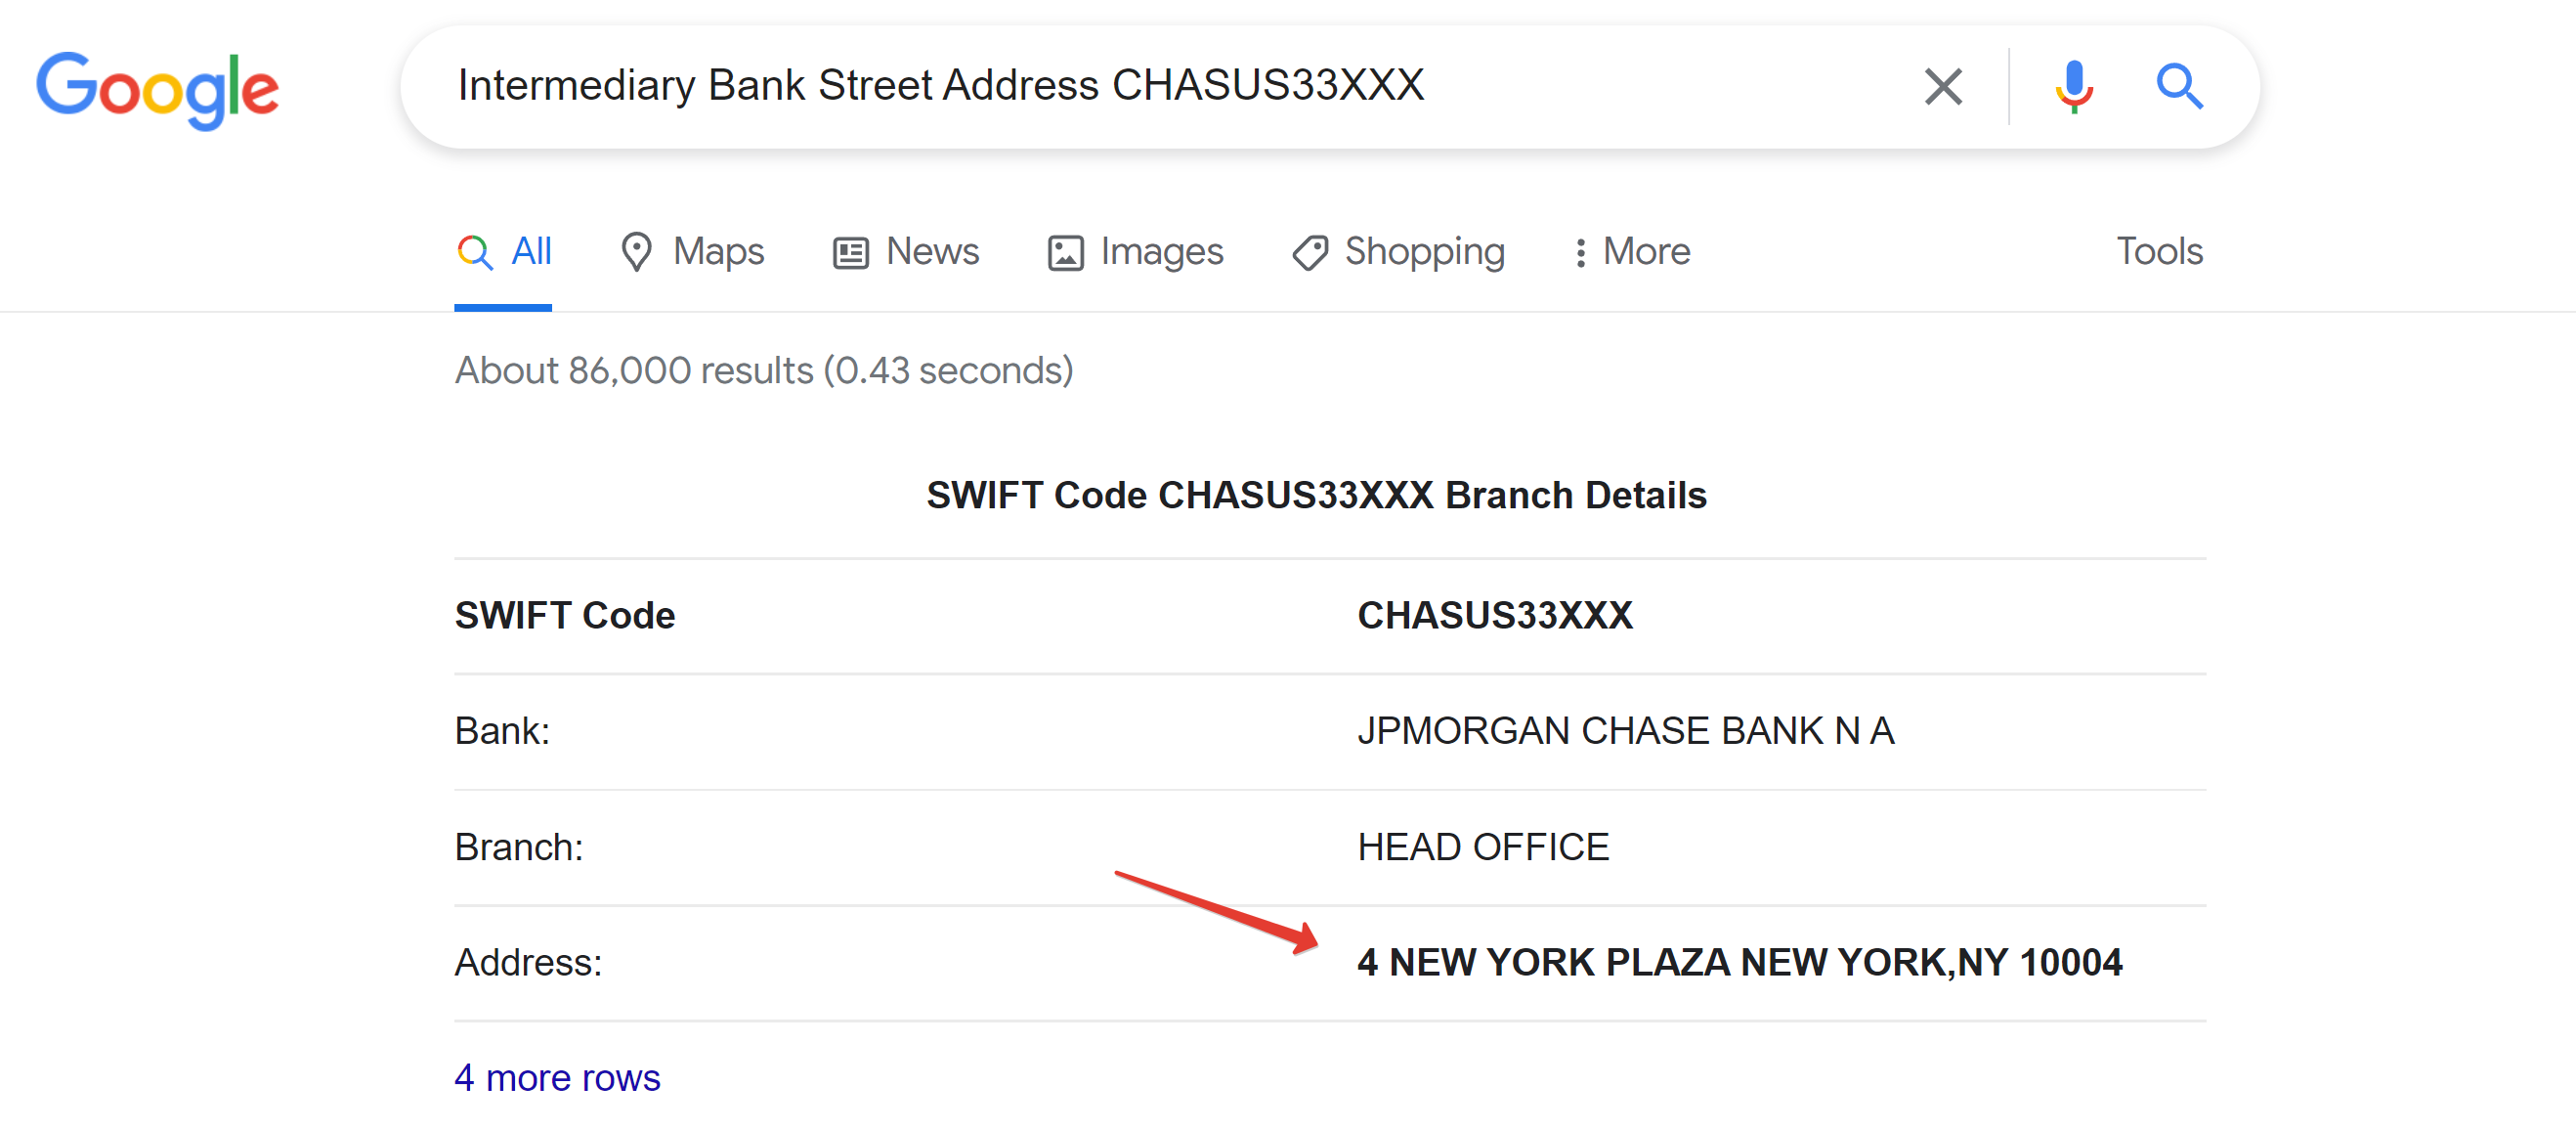 Google
Intermediary Bank Street Address CHASUS33XXX
All Maps News Images Shopping More Tools
About 86,000 results (0.43 seconds)
SWIFT Code CHASUS33XXX Branch Details
SWIFT Code CHASUS33XXX
Bank: JPMORGAN CHASE BANK N A
Branch: HEAD OFFICE
Address: 4 NEW YORK PLAZA NEW YORK,NY 10004
4 more rows